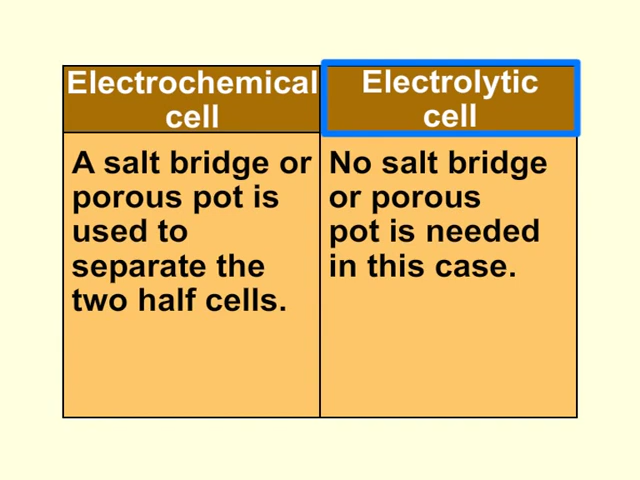 Electrochemical
cell
Electrolytic
cell
A salt bridge or
porous pot is
used to
separate the
two half cells.
No salt bridge
or porous
pot is needed
in this case.